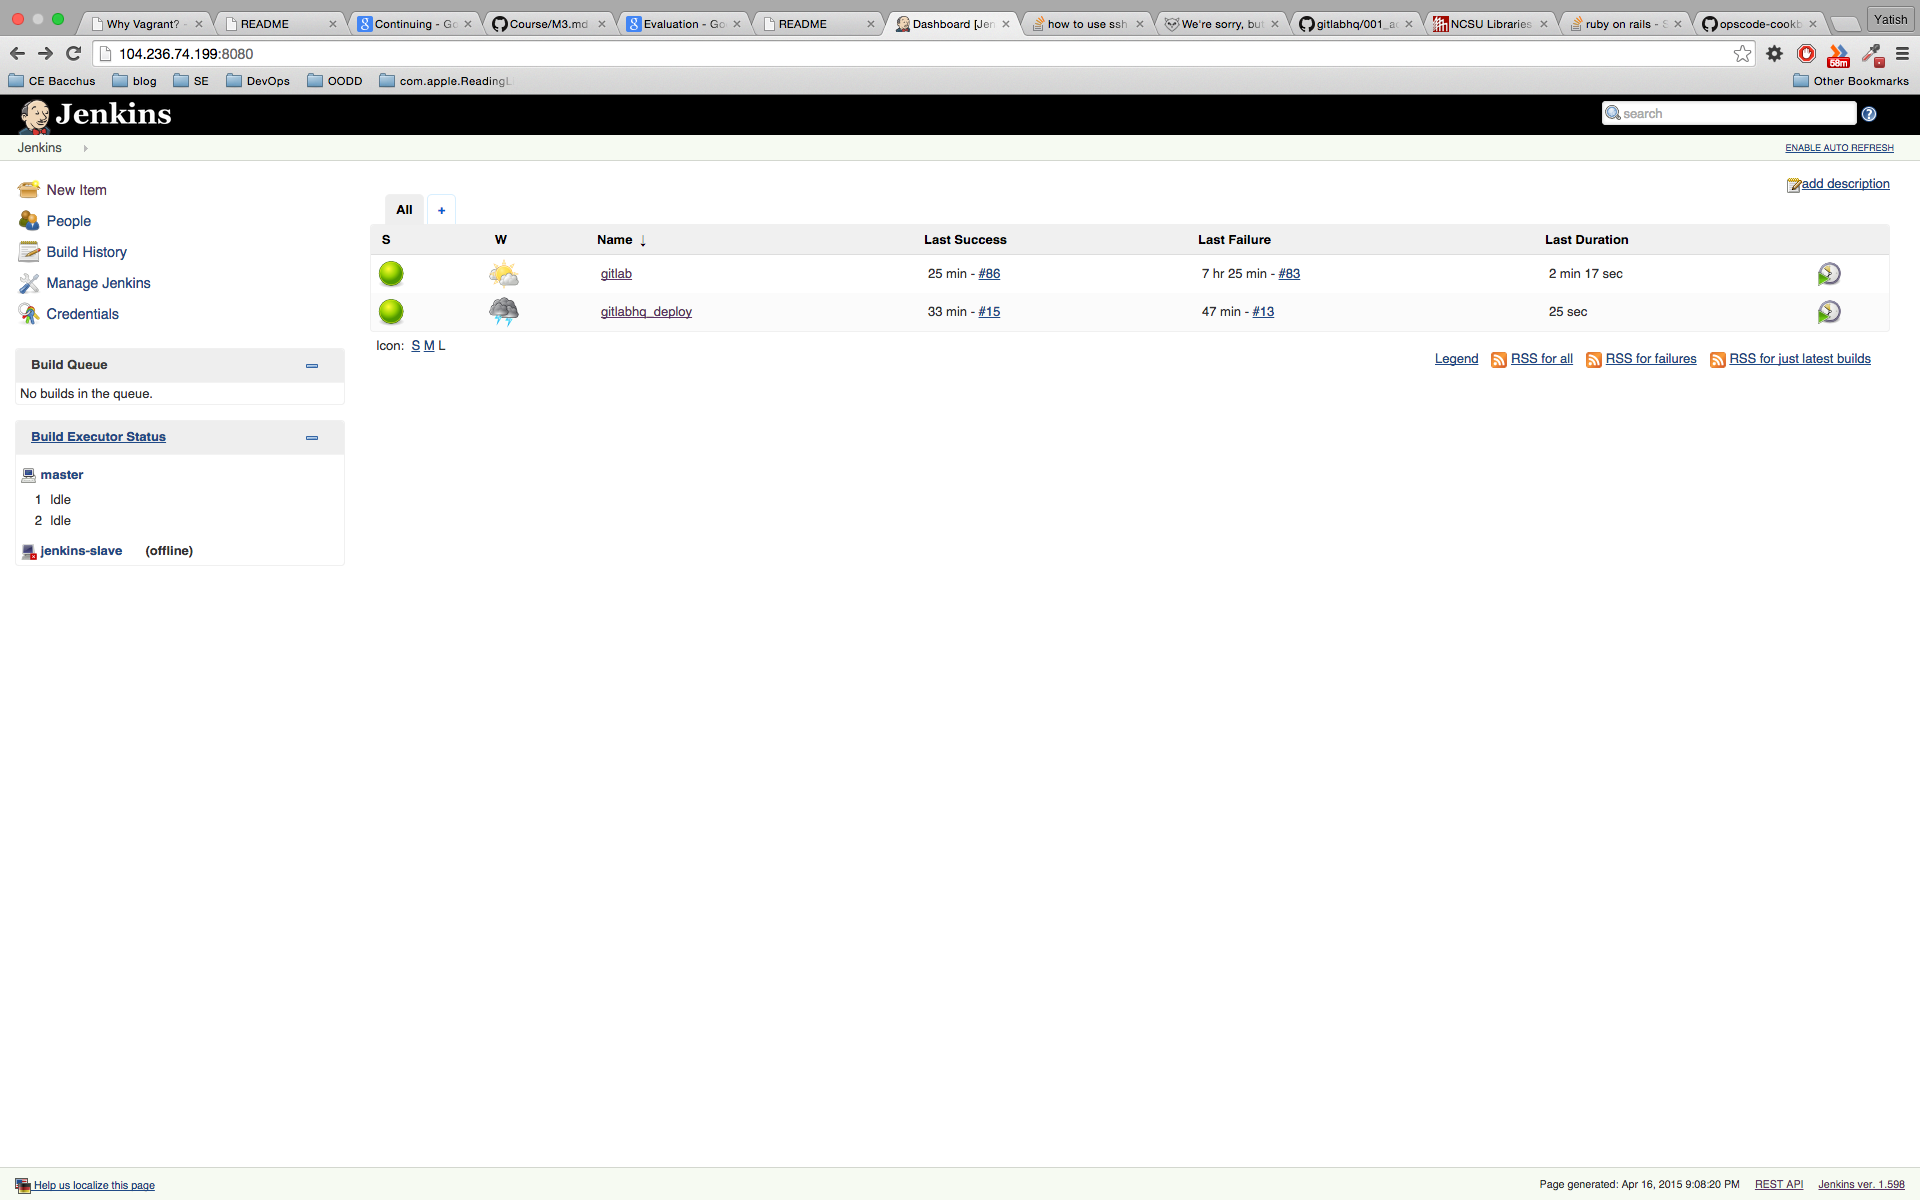 Why Vagrant? -
README
Continuing - Go
Course/M3.md
Evaluation - Go
README
Dashboard [Jen
how to use ssh
We're sorry, but
gitlabhq/001_ac
NCSU Libraries
ruby on rails - S
opscode-cookb
Yatish
104.236.74.199:8080
58m
CE Bacchus
blog
SE
DevOps
OODD
com.apple.ReadingL
Other Bookmarks
Jenkins
search
Jenkins
ENABLE AUTO REFRESH
New Item
People
Build History
Manage Jenkins
Credentials
add description
All +
S W Name ↓ Last Success Last Failure Last Duration
gitlab 25 min - #86 7 hr 25 min - #83 2 min 17 sec
gitlabhq_deploy 33 min - #15 47 min - #13 25 sec
Icon: S M L
Legend RSS for all RSS for failures RSS for just latest builds
Build Queue
No builds in the queue.
Build Executor Status
master
1 Idle
2 Idle
jenkins-slave (offline)
Help us localize this page
Page generated: Apr 16, 2015 9:08:20 PM REST API Jenkins ver. 1.598